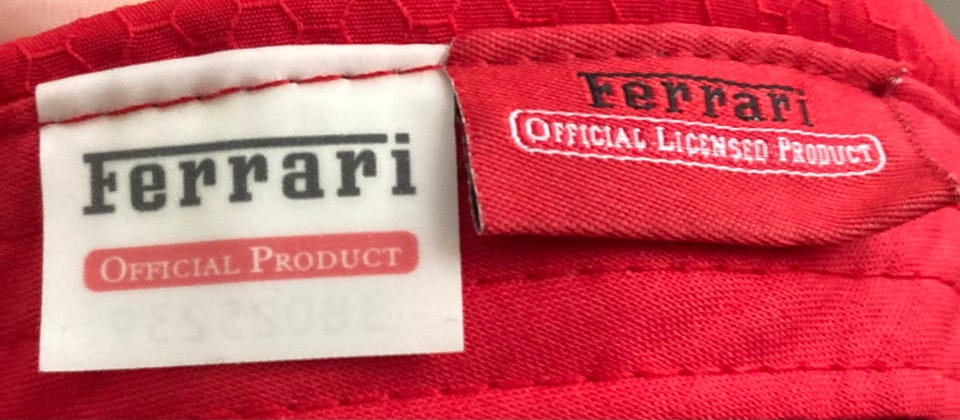 Ferrari
OFFICIAL PRODUCT
Ferrari
OFFICIAL LICENSED PRODUCT